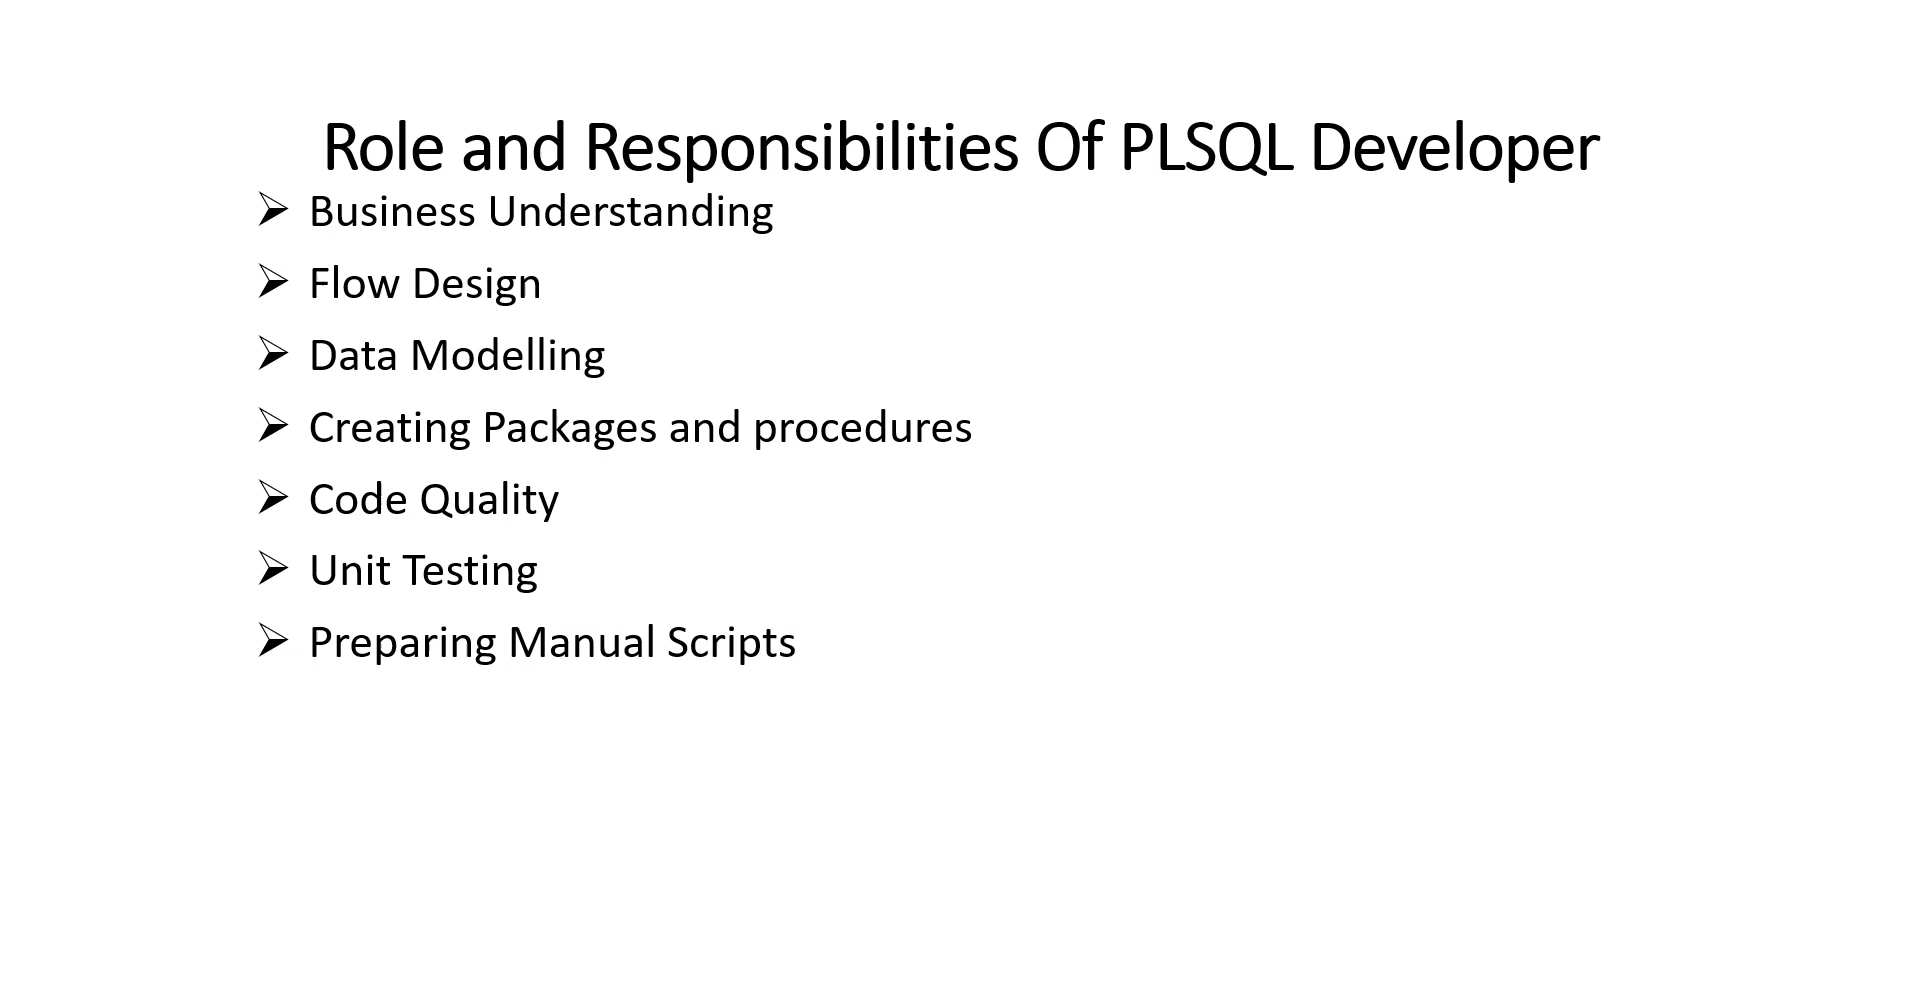 Role and Responsibilities Of PLSQL Developer
➢ Business Understanding
➢ Flow Design
➢ Data Modelling
➢ Creating Packages and procedures
➢ Code Quality
➢ Unit Testing
➢ Preparing Manual Scripts